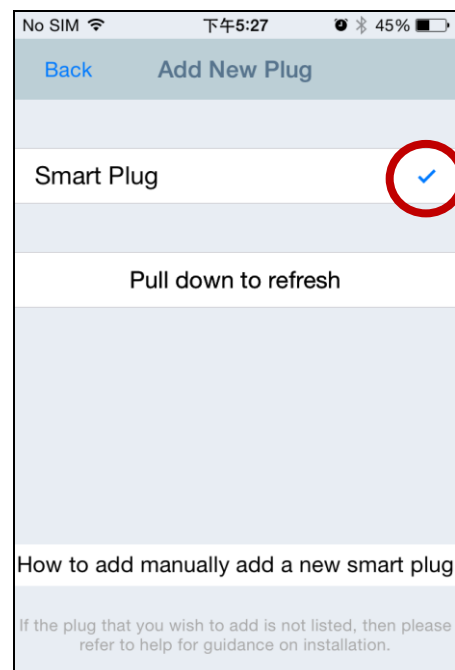 No SIM 下午5:27 45%
Back Add New Plug
Smart Plug
Pull down to refresh
How to add manually add a new smart plug
If the plug that you wish to add is not listed, then please
refer to help for guidance on installation.